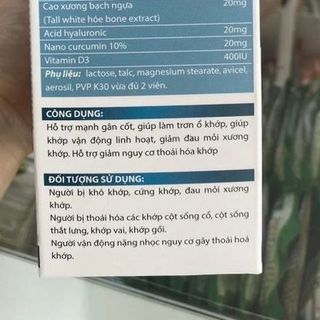 Cao xương bạch ngựa 20mg
(Tall white hóe bone extract)
Acid hyaluronic 20mg
Nano curcumin 10% 20mg
Vitamin D3 400IU
Phụ liệu: lactose, talc, magnesium stearate, avicel,
aerosil, PVP K30 vừa đủ 2 viên.
CÔNG DỤNG:
Hỗ trợ mạnh gân cốt, giúp làm trơn ổ khớp, giúp
khớp vận động linh hoạt, giảm đau mỏi xương
khớp. Hỗ trợ giảm nguy cơ thoái hóa khớp
ĐỐI TƯỢNG SỬ DỤNG:
Người bị khô khớp, cứng khớp, đau mỏi xương
khớp.
Người bị thoái hóa các khớp cột sống cổ, cột sống
thắt lưng, khớp vai, khớp gối.
Người vận động nặng nhọc nguy cơ gây thoái hoá
khớp.